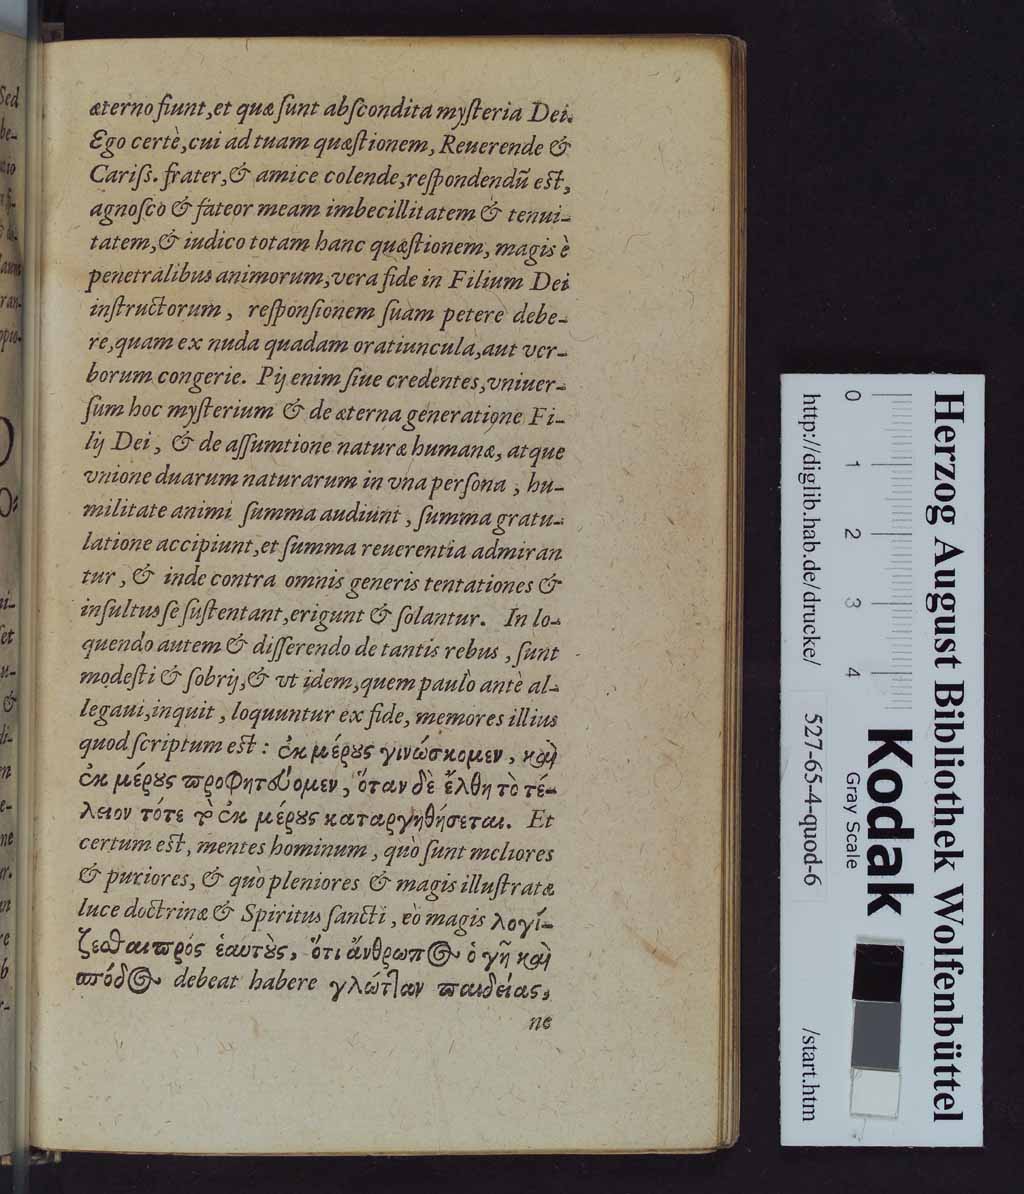 æterno fiunt, et quæ ſunt abſcondita myſteria Dei.
Ego certè, cui ad tuam quæſtionem, Reuerende &
Cariſs. frater, & amice colende, reſpondendū eſt,
agnoſco & fateor meam imbecillitatem & tenui-
tatem, & iudico totam hanc quæſtionem, magis è
penetralibus animorum, vera fide in Filium Dei
inſtructorum, reſponſionem ſuam petere debe-
re, quam ex nuda quadam oratiuncula, aut ver-
borum congerie. Pij enim ſiue credentes, vniuer-
ſum hoc myſterium & de æterna generatione Fi-
lij Dei, & de aſſumtione naturæ humanæ, atque
vnione duarum naturarum in vna perſona, hu-
militate animi ſumma audiunt, ſumma gratu-
latione accipiunt, et ſumma reuerentia admiran
tur, & inde contra omnis generis tentationes &
inſultus ſe ſuſtentant, erigunt & ſolantur. In lo-
quendo autem & diſſerendo de tantis rebus, ſunt
modeſti & ſobrij, & vt idem, quem paulo antè al-
legaui, inquit, loquuntur ex fide, memores illius
quod ſcriptum eſt: ἐκ μέρους γινώσκομεν, καὶ
ἐκ μέρους προφητεύομεν, ὅταν δὲ ἔλθη τὸ τέ-
λειον τότε τὸ ἐκ μέρους καταργηθήσεται. Et
certum eſt, mentes hominum, quò ſunt meliores
& puriores, & quò pleniores & magis illuſtratæ
luce doctrinæ & Spiritus ſancti, eò magis λογί-
ζεσθαι πρός ἑαυτοὺς, ὅτι ἄνθρωπος ὁ γῆ καὶ
σποδὸς debeat habere γλώτταν παιδείας,
ne
Herzog August Bibliothek Wolfenbüttel
http://diglib.hab.de/drucke/ 527-65-4-quod-6 /start.htm
0 1 2 3 4
Kodak
Gray Scale